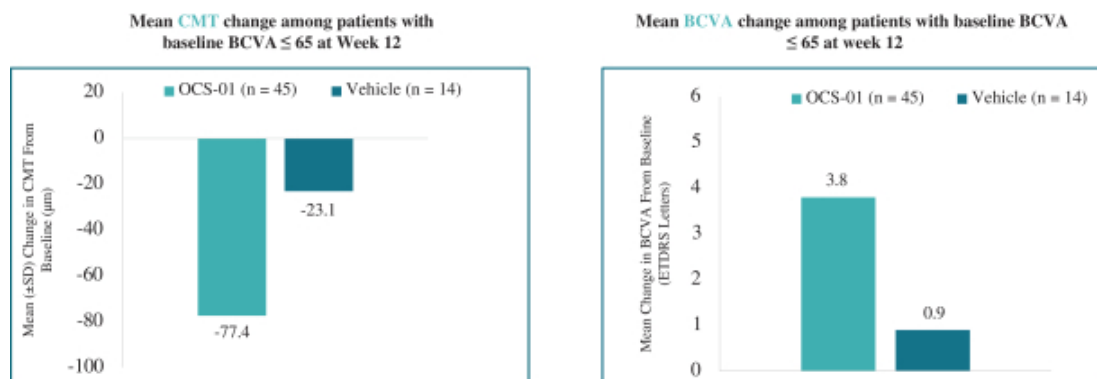 Mean CMT change among patients with
baseline BCVA ≤ 65 at Week 12
OCS-01 (n = 45)
Vehicle (n = 14)
Mean (±SD) Change in CMT From
Baseline (µm)
20
0
-20
-40
-60
-80
-100
-77.4
-23.1
Mean BCVA change among patients with baseline BCVA
≤ 65 at week 12
OCS-01 (n = 45)
Vehicle (n = 14)
Mean Change in BCVA From Baseline
(ETDRS Letters)
6
5
4
3
2
1
0
3.8
0.9